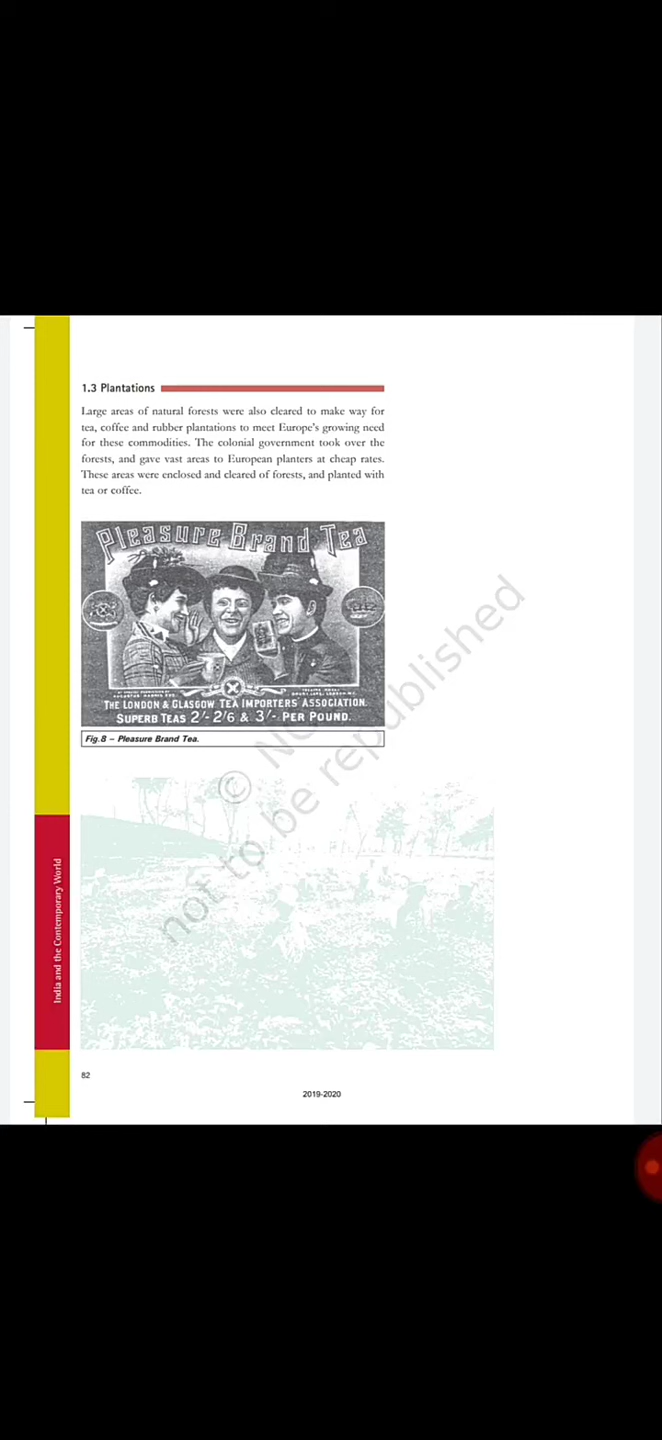 1.3 Plantations
Large areas of natural forests were also cleared to make way for
tea, coffee and rubber plantations to meet Europe's growing need
for these commodities. The colonial government took over the
forests, and gave vast areas to European planters at cheap rates.
These areas were enclosed and cleared of forests, and planted with
tea or coffee.
Pleasure Brand Tea
THE LONDON & GLASGOW TEA IMPORTERS' ASSOCIATION.
SUPERB TEAS 2/- 2/6 & 3/- PER POUND.
Fig.8 – Pleasure Brand Tea.
not to be republished
India and the Contemporary World
82
2019-2020